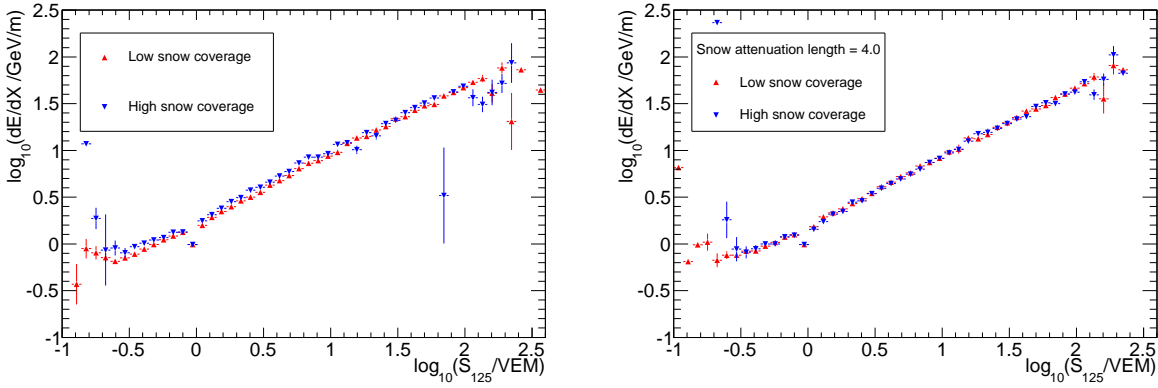 log10(dE/dX /GeV/m)
2.5
2
1.5
1
0.5
0
-0.5
-1
Low snow coverage
High snow coverage
-1 -0.5 0 0.5 1 1.5 2 2.5
log10(S125/VEM)
log10(dE/dX /GeV/m)
2.5
2
1.5
1
0.5
0
-0.5
-1
Snow attenuation length = 4.0
Low snow coverage
High snow coverage
-1 -0.5 0 0.5 1 1.5 2 2.5
log10(S125/VEM)